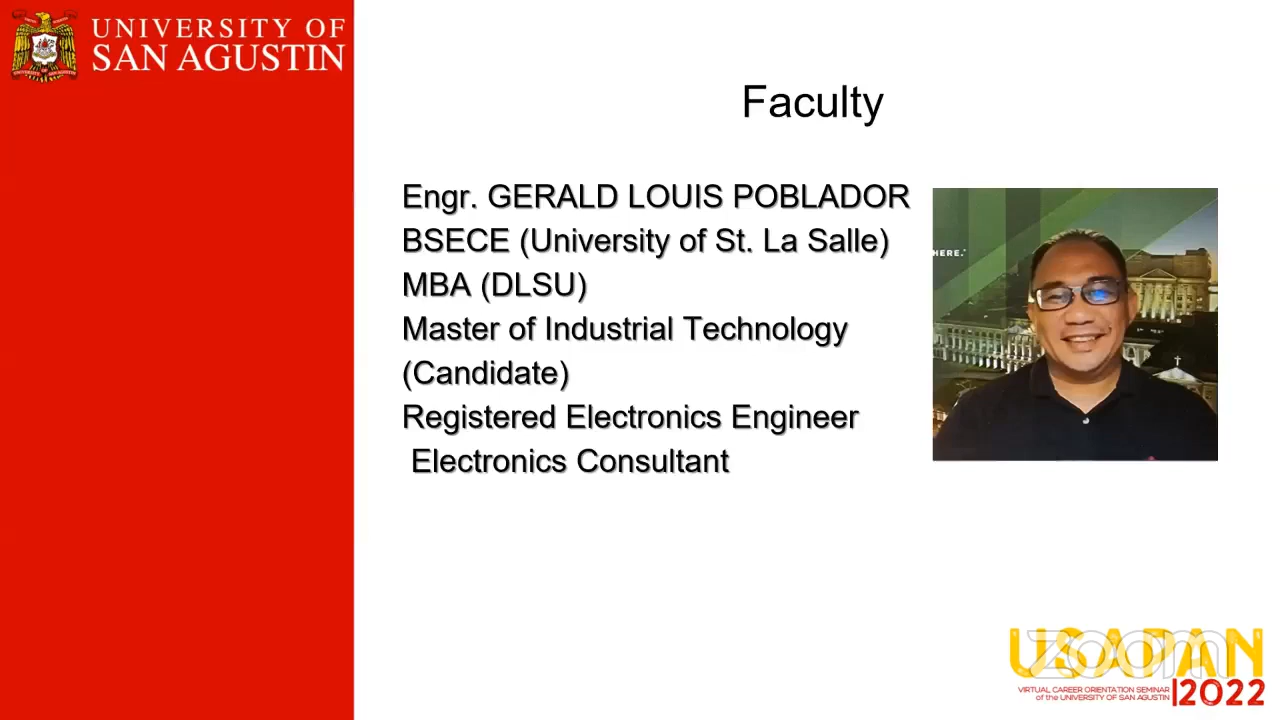 UNIVERSITY OF
SAN AGUSTIN
Faculty
Engr. GERALD LOUIS POBLADOR
BSECE (University of St. La Salle)
MBA (DLSU)
Master of Industrial Technology
(Candidate)
Registered Electronics Engineer
Electronics Consultant
HERE.
USAPAN
zoom
VIRTUAL CAREER ORIENTATION SEMINAR
of the UNIVERSITY OF SAN AGUSTIN
2022